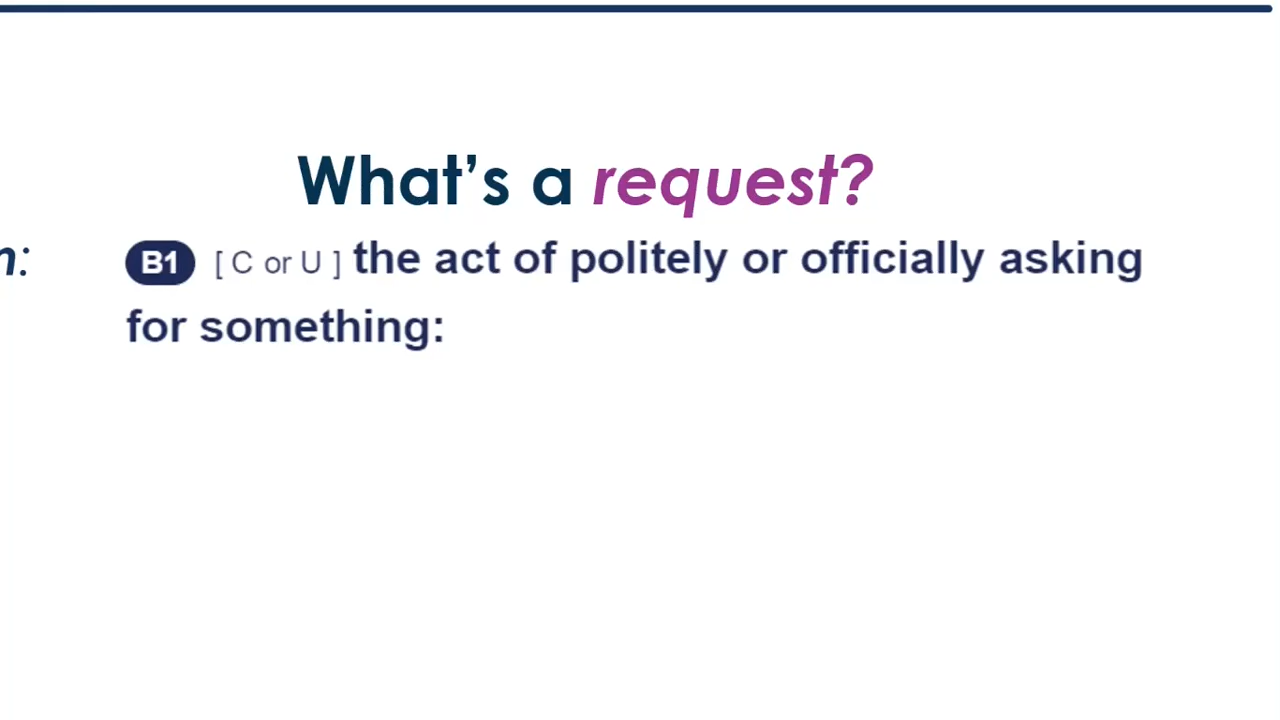 What's a request?
n: B1 [ C or U ] the act of politely or officially asking
for something: